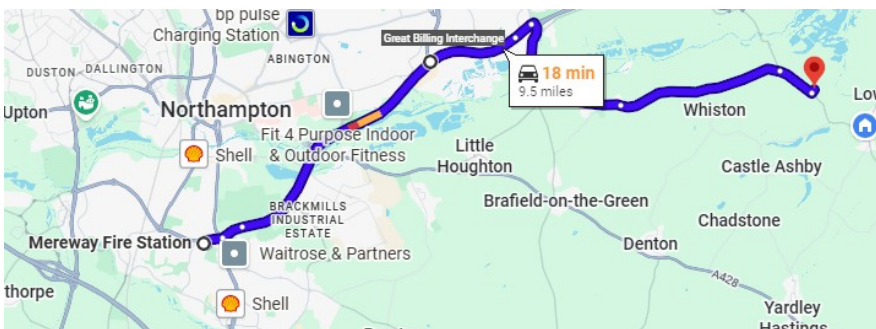 bp pulse
Charging Station
Great Billing Interchange
ABINGTON
DUSTON
DALLINGTON
18 min
9.5 miles
Upton
Northampton
Whiston
Low
Fit 4 Purpose Indoor
& Outdoor Fitness
Shell
Little
Houghton
Castle Ashby
BRACKMILLS
INDUSTRIAL
ESTATE
Brafield-on-the-Green
Chadstone
Mereway Fire Station
Waitrose & Partners
Denton
A428
thorpe
Shell
Yardley
Hastings